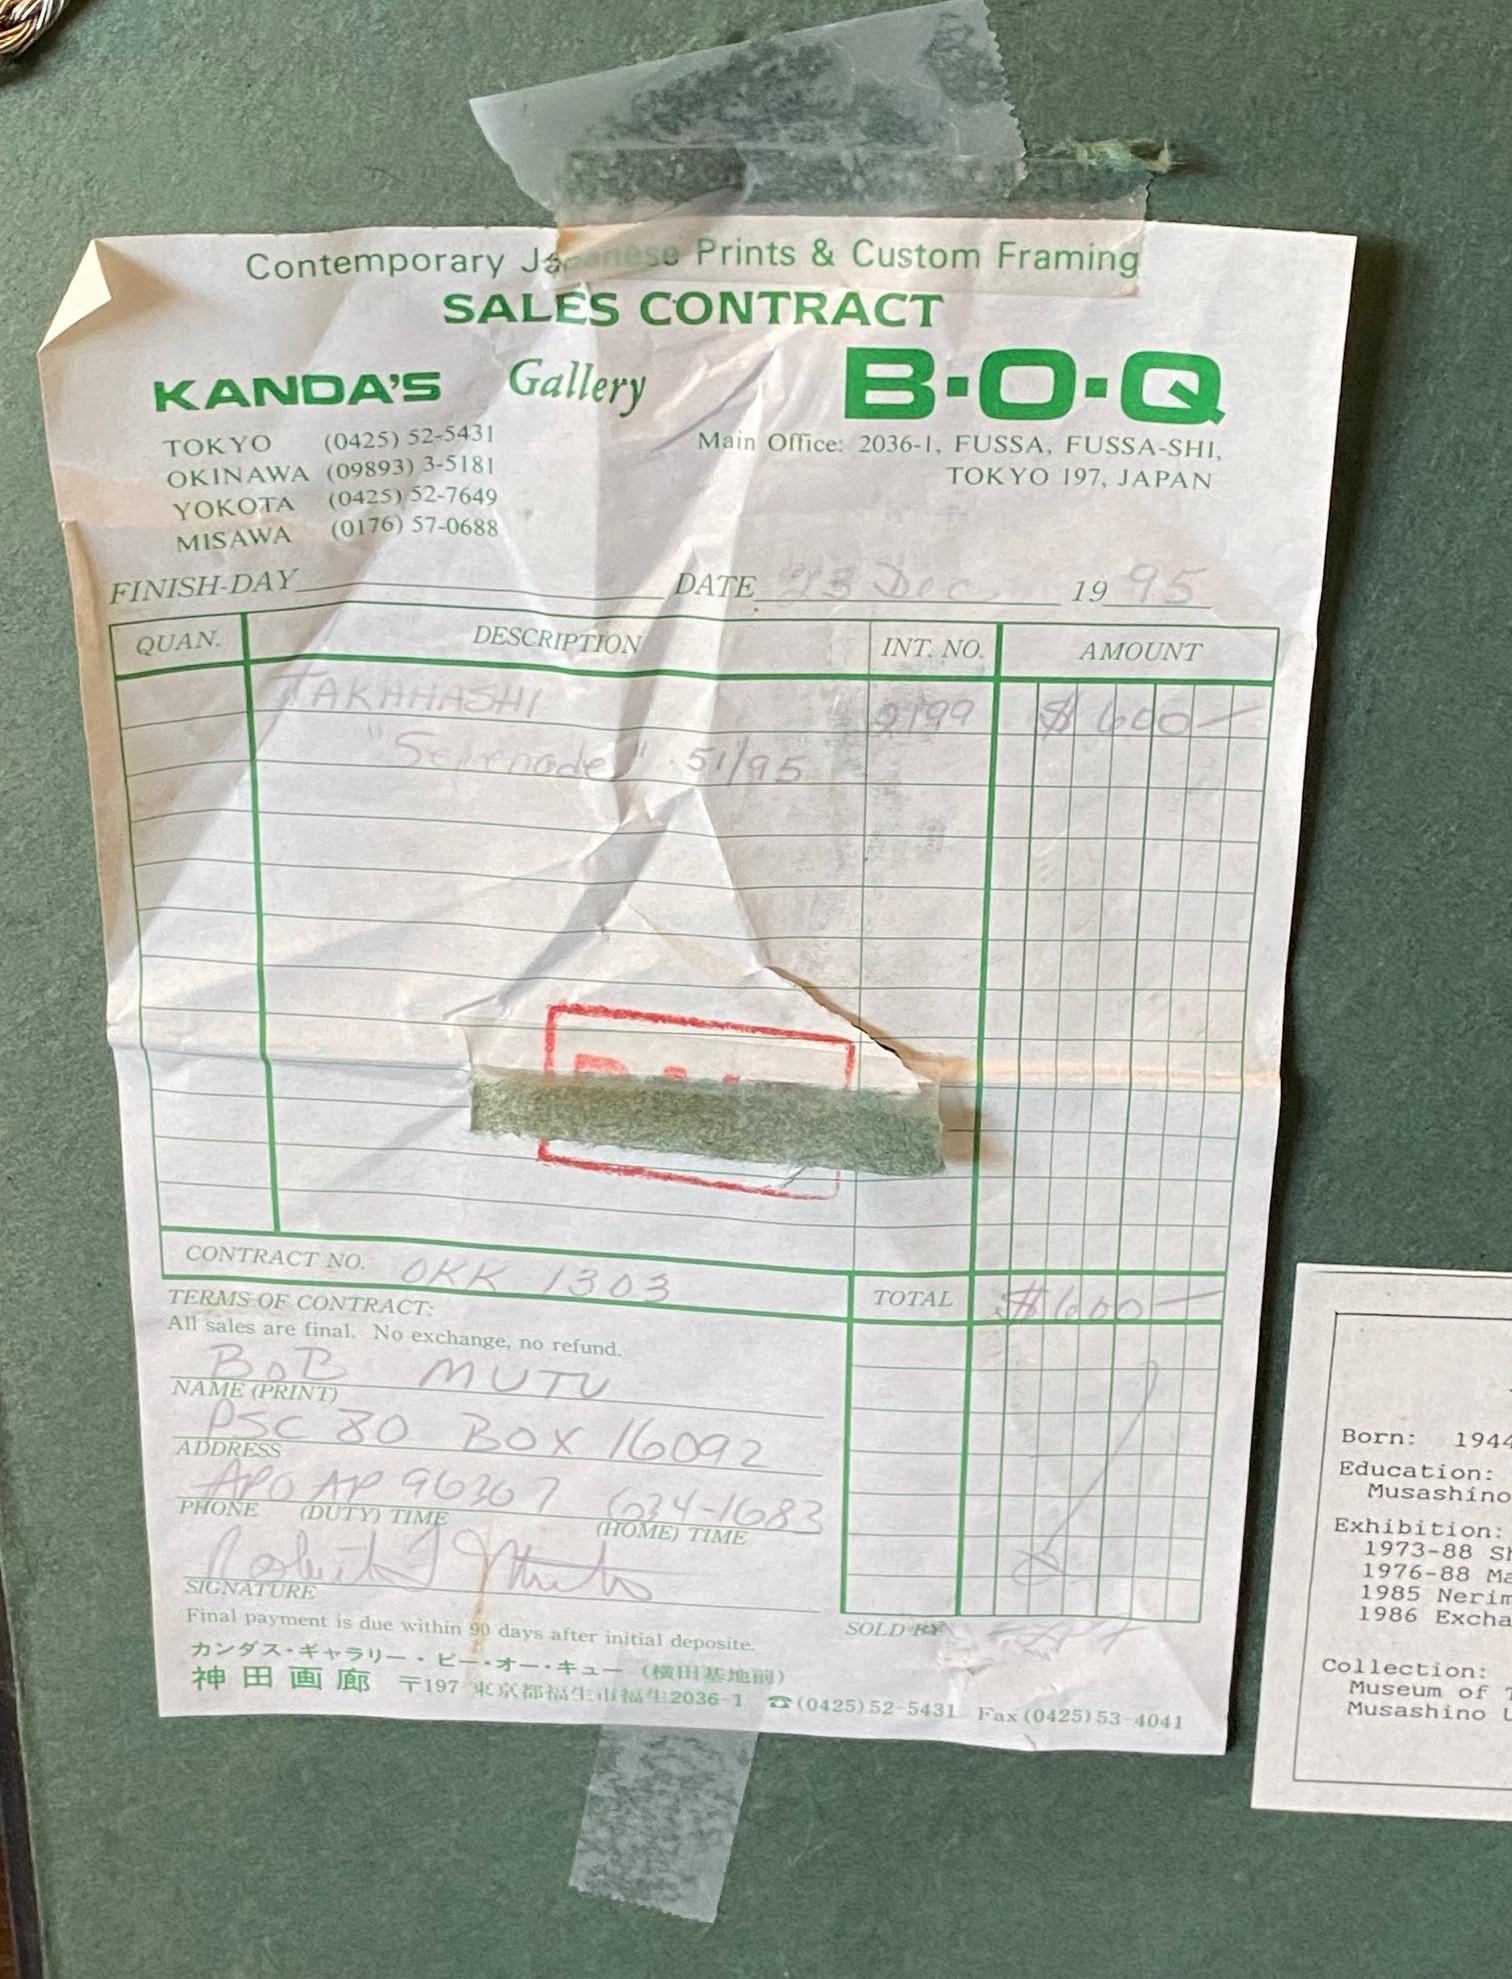 Contemporary Japanese Prints & Custom Framing
SALES CONTRACT
KANDA'S Gallery B・O・Q
TOKYO (0425) 52-5431
OKINAWA (09893) 3-5181
YOKOTA (0425) 52-7649
MISAWA (0176) 57-0688
Main Office: 2036-1, FUSSA, FUSSA-SHI,
TOKYO 197, JAPAN
FINISH-DAY DATE 23 Dec 19 95
QUAN. DESCRIPTION INT. NO. AMOUNT
TAKAHASHI 2199 $ 600-
"Serenade" 51/95
CONTRACT NO. OKK 1303
TOTAL $600-
TERMS OF CONTRACT:
All sales are final. No exchange, no refund.
BOB MUTU
NAME (PRINT)
PSC 80 BOX 16092
ADDRESS
APO AP 96367 634-1683
PHONE (DUTY) TIME (HOME) TIME
SIGNATURE
SOLD BY
Final payment is due within 90 days after initial deposite.
カンダス・ギャラリー・ビー・オー・キュー (横田基地前)
神田画廊 〒197 東京都福生市福生2036-1 ☎(0425)52-5431 Fax(0425)53-4041
Born: 1944
Education:
Musashino
Exhibition:
1973-88
1976-88
1985
1986
Collection:
Museum of
Musashino